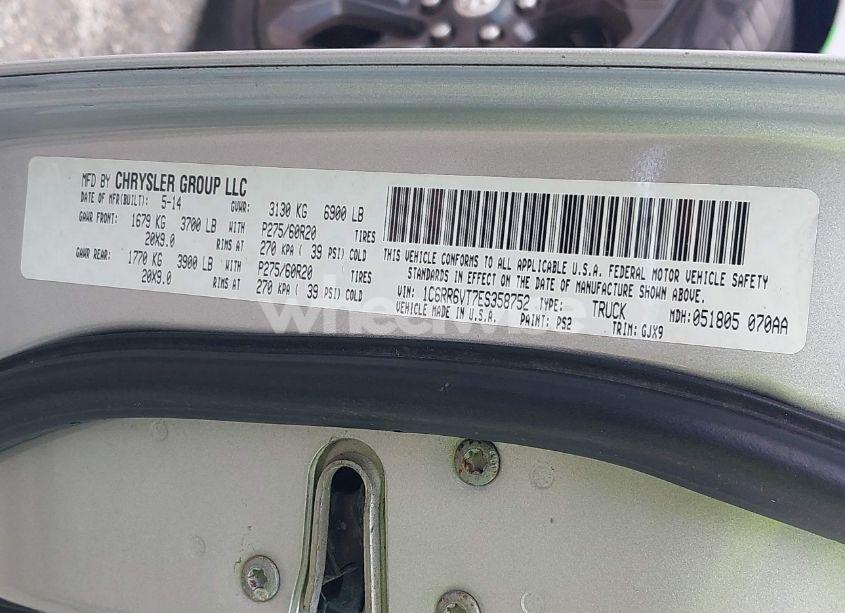 MFD BY CHRYSLER GROUP LLC
DATE OF MFR(BUILT): 5-14 GVWR: 3130 KG 6900 LB
GAWR FRONT: 1679 KG 3700 LB WITH P275/60R20 TIRES
20X9.0 RIMS AT 270 KPA ( 39 PSI) COLD
GAWR REAR: 1770 KG 3900 LB WITH P275/60R20 TIRES
20X9.0 RIMS AT 270 KPA ( 39 PSI) COLD
THIS VEHICLE CONFORMS TO ALL APPLICABLE U.S.A. FEDERAL MOTOR VEHICLE SAFETY
STANDARDS IN EFFECT ON THE DATE OF MANUFACTURE SHOWN ABOVE.
VIN: 1C6RR6VT7ES358752 TYPE: TRUCK MDH: 051805 070AA
VEHICLE MADE IN U.S.A. PAINT: PS2 TRIM: GJX9